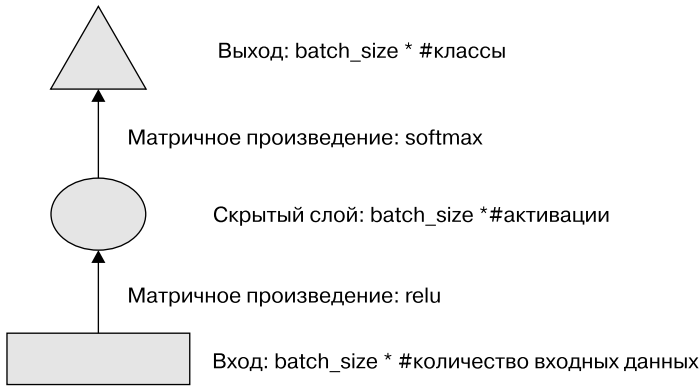 Выход: batch_size * #классы
Матричное произведение: softmax
Скрытый слой: batch_size *#активации
Матричное произведение: relu
Вход: batch_size * #количество входных данных